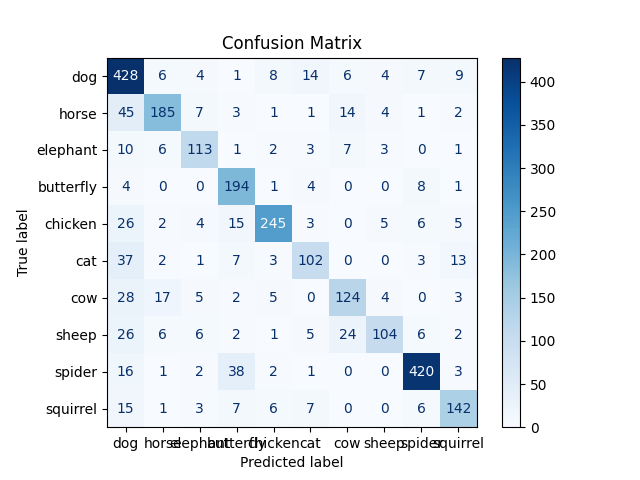 Confusion Matrix
dog 428 6 4 1 8 14 6 4 7 9
horse 45 185 7 3 1 1 14 4 1 2
elephant 10 6 113 1 2 3 7 3 0 1
butterfly 4 0 0 194 1 4 0 0 8 1
chicken 26 2 4 15 245 3 0 5 6 5
cat 37 2 1 7 3 102 0 0 3 13
cow 28 17 5 2 5 0 124 4 0 3
sheep 26 6 6 2 1 5 24 104 6 2
spider 16 1 2 38 2 1 0 0 420 3
squirrel 15 1 3 7 6 7 0 0 6 142
dog horse elephant butterfly chicken cat cow sheep spider squirrel
Predicted label
True label
400
350
300
250
200
150
100
50
0